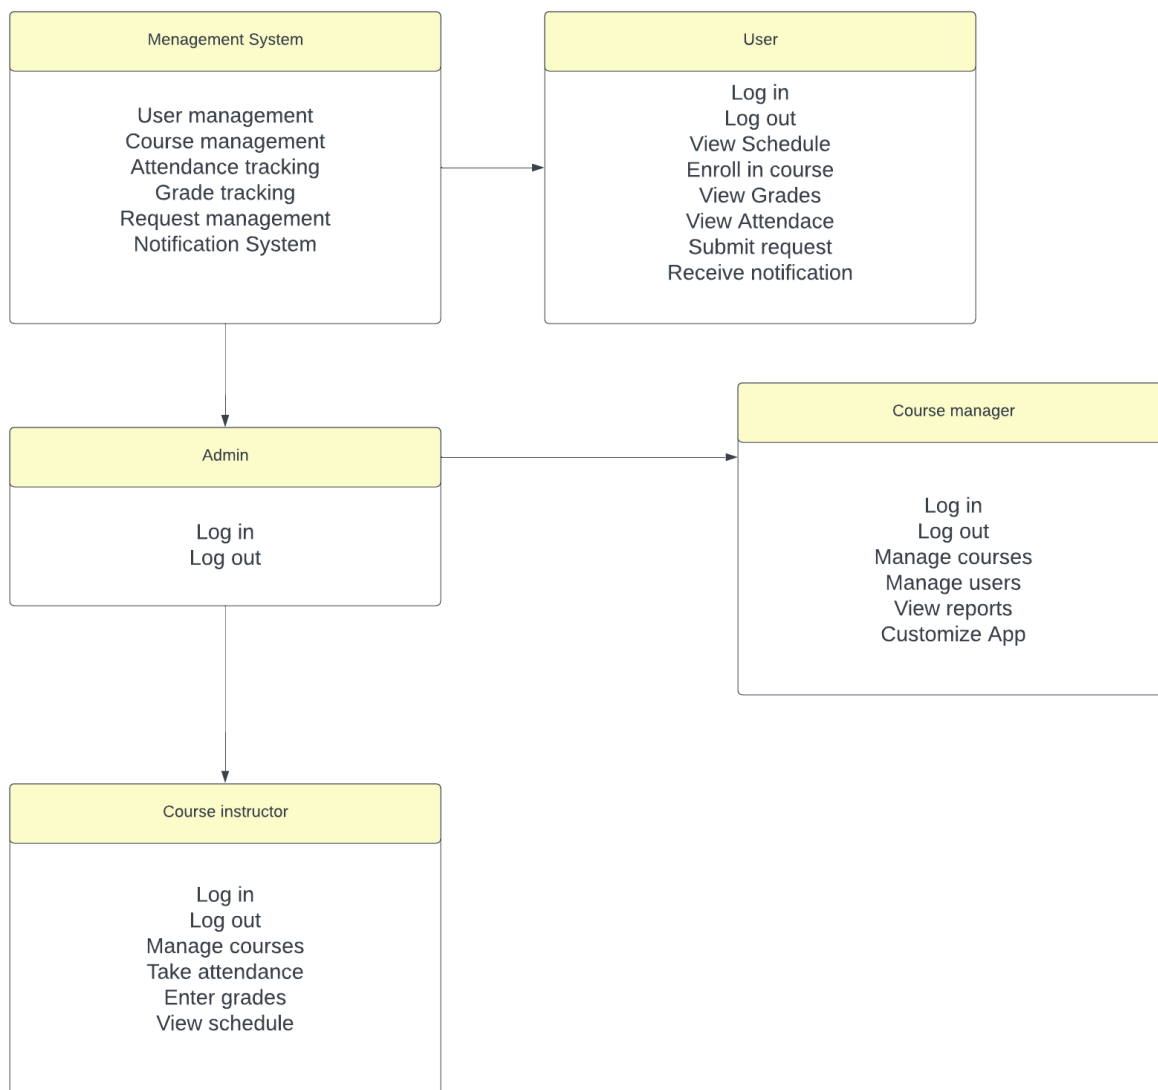 Menagement System
User management
Course management
Attendance tracking
Grade tracking
Request management
Notification System
User
Log in
Log out
View Schedule
Enroll in course
View Grades
View Attendace
Submit request
Receive notification
Admin
Log in
Log out
Course manager
Log in
Log out
Manage courses
Manage users
View reports
Customize App
Course instructor
Log in
Log out
Manage courses
Take attendance
Enter grades
View schedule